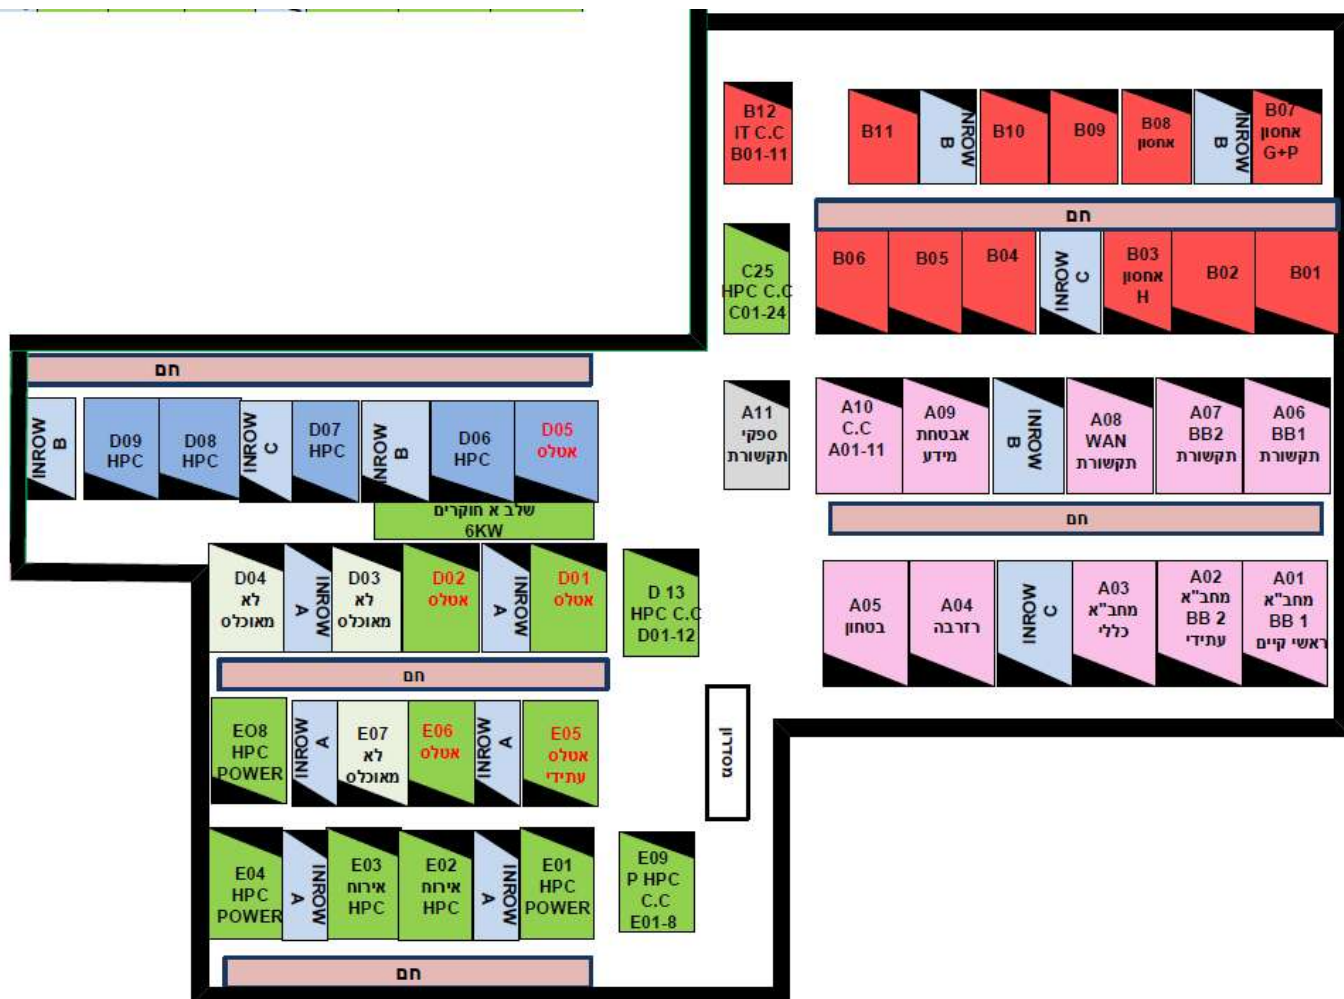 B12
IT C.C
B01-11
B11
INROW
B
B10
B09
B08
אחסון
INROW
B
B07
אחסון
G+P
חם
C25
HPC C.C
C01-24
B06
B05
B04
INROW
C
B03
אחסון
H
B02
B01
חם
INROW
B
D09
HPC
D08
HPC
INROW
C
D07
HPC
INROW
B
D06
HPC
D05
אטלס
שלב א חוקרים
6KW
A11
ספקי
תקשורת
A10
C.C
A01-11
A09
אבטחת
מידע
INROW
B
A08
WAN
תקשורת
A07
BB2
תקשורת
A06
BB1
תקשורת
חם
D04
לא
מאוכלס
INROW
A
D03
לא
מאוכלס
D02
אטלס
INROW
A
D01
אטלס
D 13
HPC C.C
D01-12
A05
בטחון
A04
רזרבה
INROW
C
A03
מחב"א
כללי
A02
מחב"א
BB 2
עתידי
A01
מחב"א
BB 1
ראשי קיים
חם
EO8
HPC
POWER
INROW
A
E07
לא
מאוכלס
E06
אטלס
INROW
A
E05
אטלס
עתידי
מסדרון
E04
HPC
POWER
INROW
A
E03
אירוח
HPC
E02
אירוח
HPC
INROW
A
E01
HPC
POWER
E09
P HPC
C.C
E01-8
חם